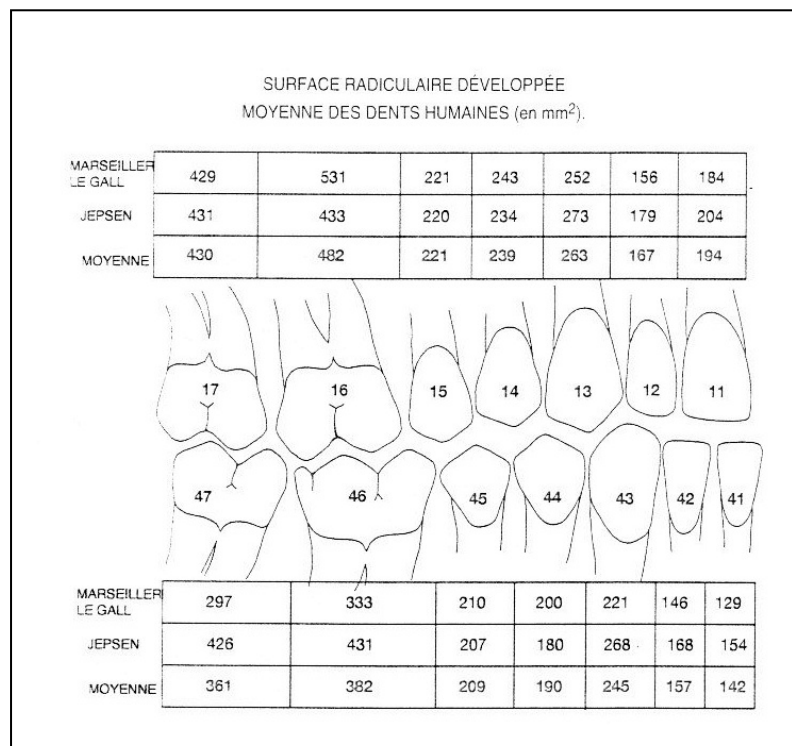 SURFACE RADICULAIRE DÉVELOPPÉE
MOYENNE DES DENTS HUMAINES (en mm²).
MARSEILLER LE GALL 429 531 221 243 252 156 184
JEPSEN 431 433 220 234 273 179 204
MOYENNE 430 482 221 239 263 167 194
17 16 15 14 13 12 11
47 46 45 44 43 42 41
MARSEILLER LE GALL 297 333 210 200 221 146 129
JEPSEN 426 431 207 180 268 168 154
MOYENNE 361 382 209 190 245 157 142